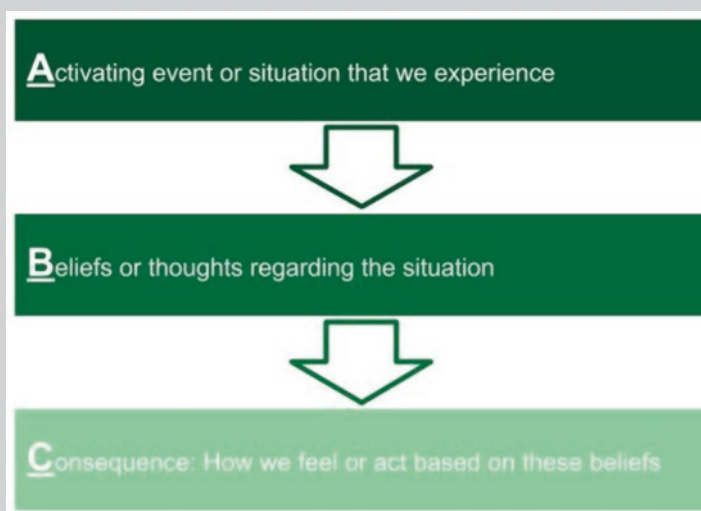 Activating event or situation that we experience
Beliefs or thoughts regarding the situation
Consequence: How we feel or act based on these beliefs